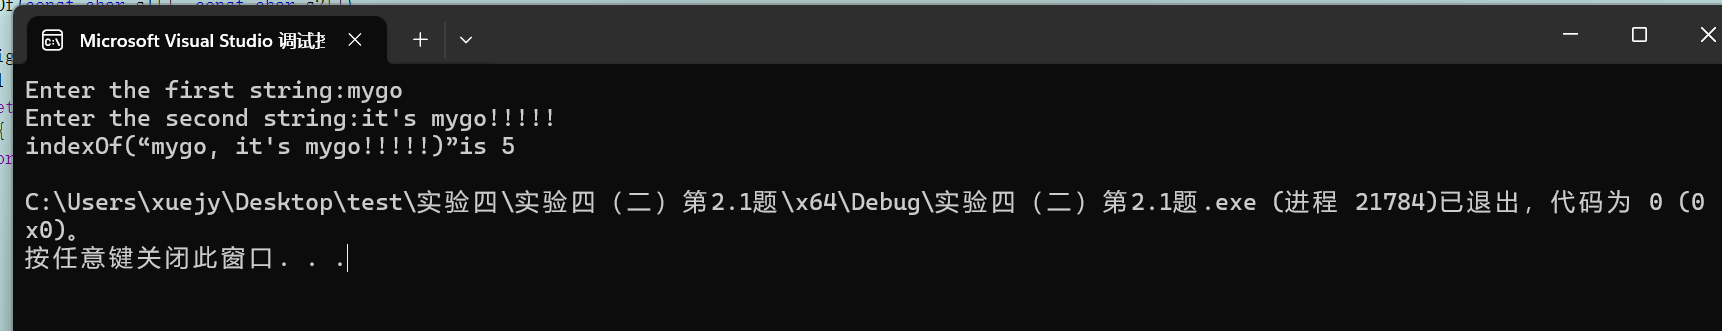 Microsoft Visual Studio 调试
Enter the first string:mygo
Enter the second string:it's mygo!!!!!
indexOf(“mygo, it's mygo!!!!!)”is 5
C:\Users\xuejy\Desktop\test\实验四\实验四（二）第2.1题\x64\Debug\实验四（二）第2.1题.exe (进程 21784)已退出，代码为 0 (0
x0)。
按任意键关闭此窗口. . .